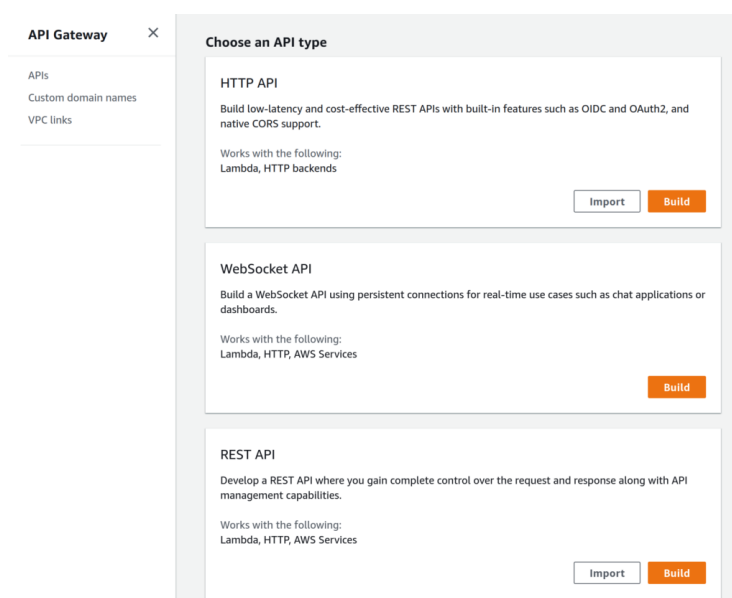 API Gateway
APIs
Custom domain names
VPC links
Choose an API type
HTTP API
Build low-latency and cost-effective REST APIs with built-in features such as OIDC and OAuth2, and
native CORS support.
Works with the following:
Lambda, HTTP backends
Import
Build
WebSocket API
Build a WebSocket API using persistent connections for real-time use cases such as chat applications or
dashboards.
Works with the following:
Lambda, HTTP, AWS Services
Build
REST API
Develop a REST API where you gain complete control over the request and response along with API
management capabilities.
Works with the following:
Lambda, HTTP, AWS Services
Import
Build